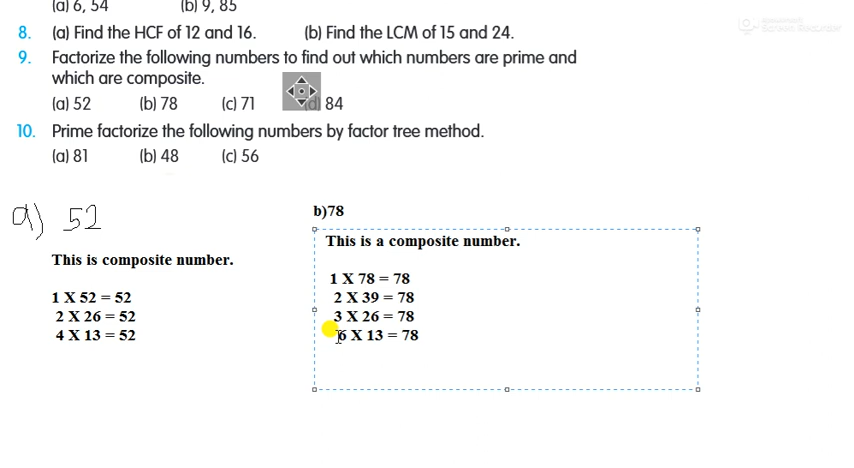 (a) 6, 54 (b) 9, 85
8. (a) Find the HCF of 12 and 16. (b) Find the LCM of 15 and 24.
9. Factorize the following numbers to find out which numbers are prime and
which are composite.
(a) 52 (b) 78 (c) 71 (d) 84
10. Prime factorize the following numbers by factor tree method.
(a) 81 (b) 48 (c) 56
a) 52
This is composite number.
1 X 52 = 52
2 X 26 = 52
4 X 13 = 52
b)78
This is a composite number.
1 X 78 = 78
2 X 39 = 78
3 X 26 = 78
6 X 13 = 78